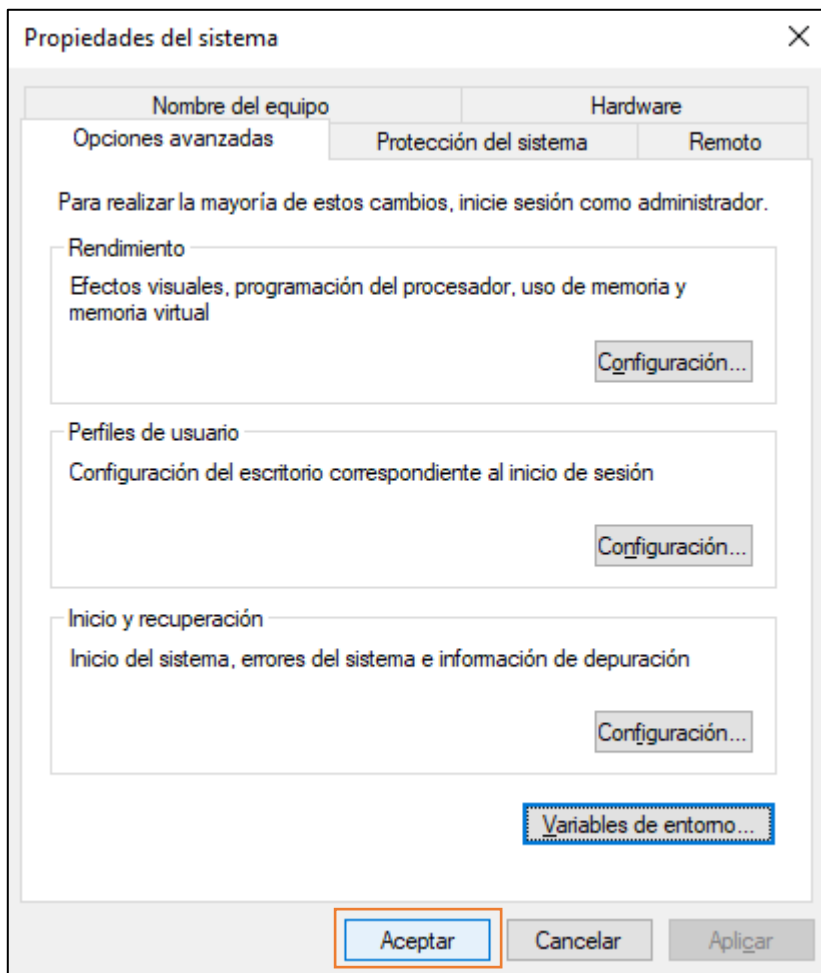 Propiedades del sistema
Nombre del equipo
Hardware
Opciones avanzadas
Protección del sistema
Remoto
Para realizar la mayoría de estos cambios, inicie sesión como administrador.
Rendimiento
Efectos visuales, programación del procesador, uso de memoria y
memoria virtual
Configuración...
Perfiles de usuario
Configuración del escritorio correspondiente al inicio de sesión
Configuración...
Inicio y recuperación
Inicio del sistema, errores del sistema e información de depuración
Configuración...
Variables de entorno...
Aceptar
Cancelar
Aplicar